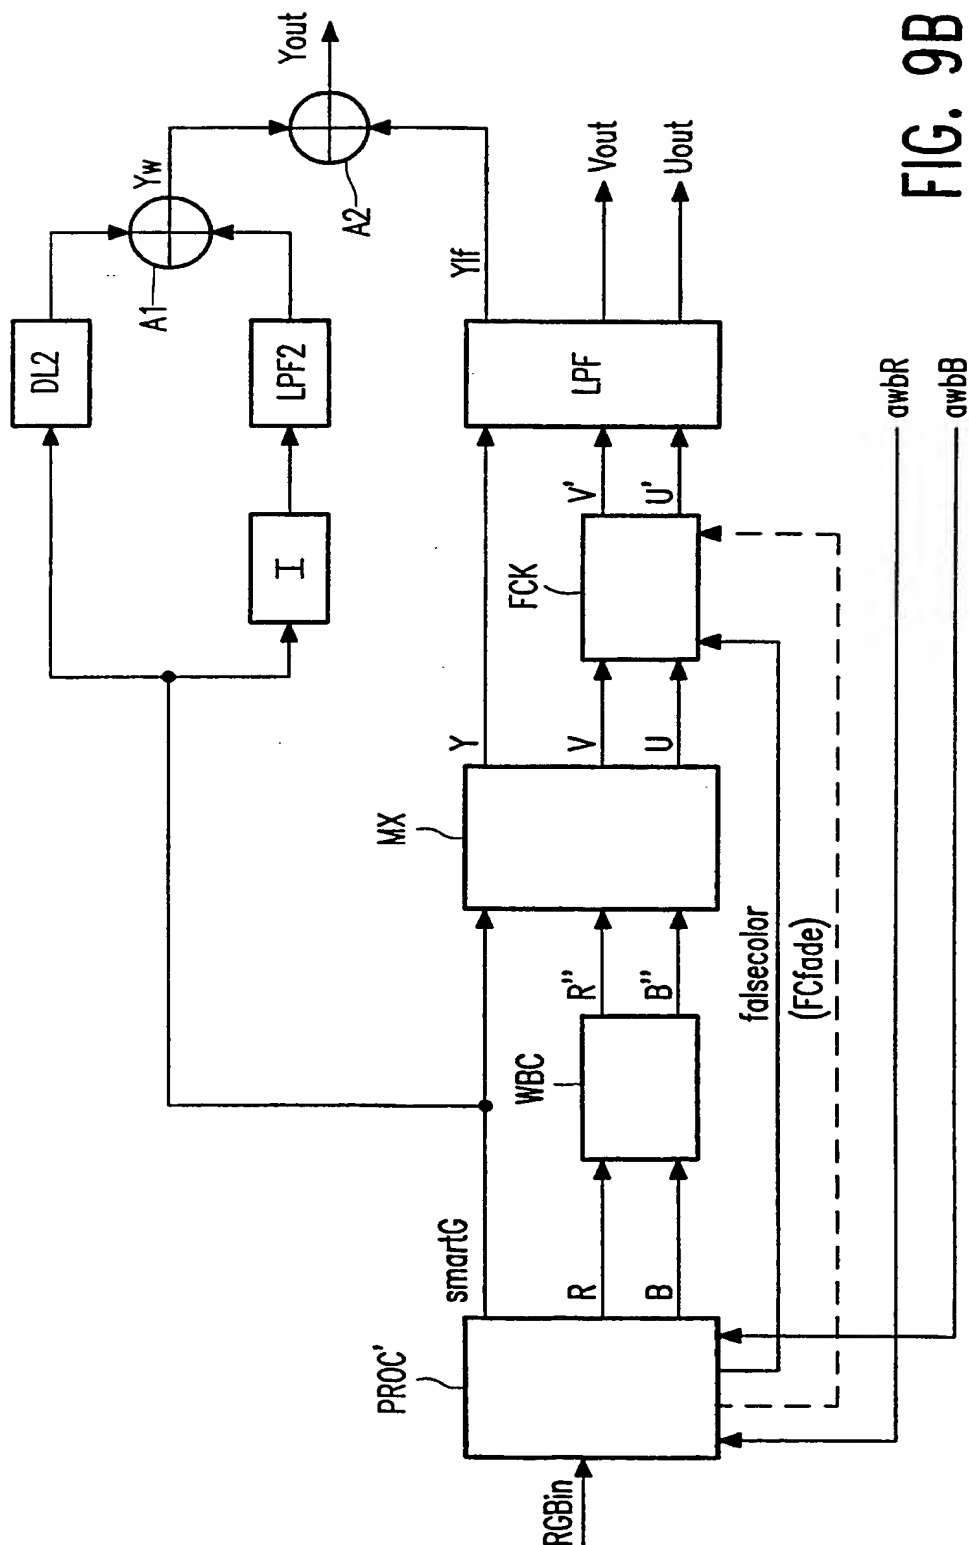 RGBin
PROC'
smartG
R
B
WBC
R''
B''
MX
Y
V
U
falsecolor
(FCfade)
FCK
V'
U'
I
DL2
LPF2
LPF
A1
Yw
A2
Ylf
Yout
Vout
Uout
awbR
awbB
FIG. 9B